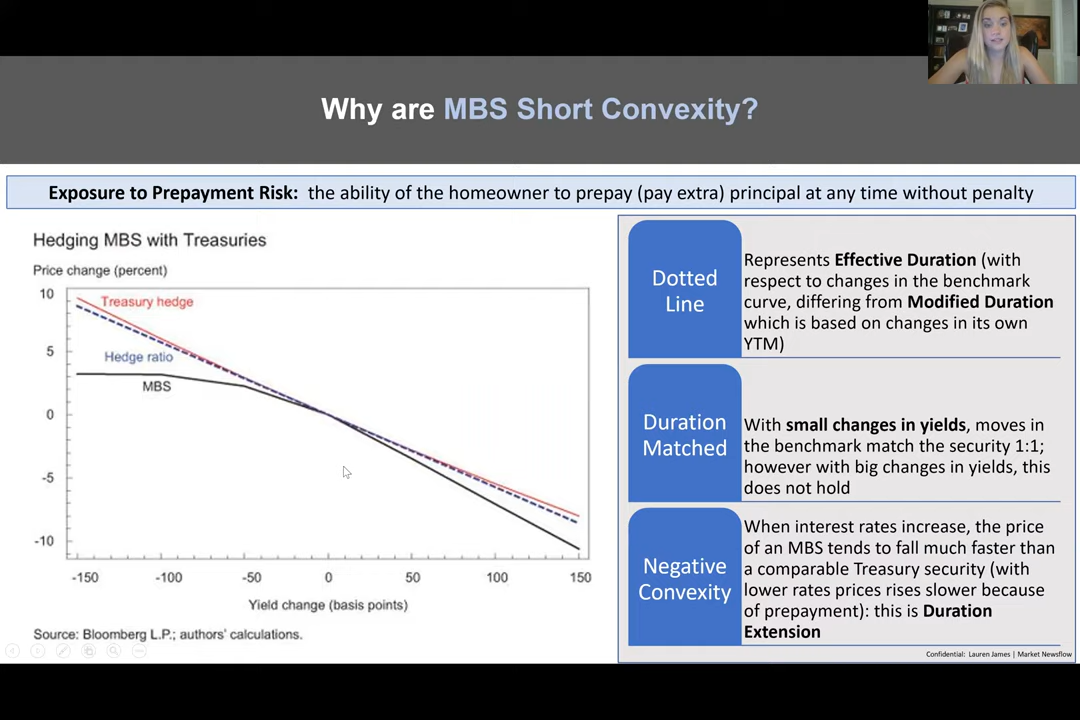 Why are MBS Short Convexity?
Exposure to Prepayment Risk: the ability of the homeowner to prepay (pay extra) principal at any time without penalty
Hedging MBS with Treasuries
Price change (percent)
10
5
0
-5
-10
Treasury hedge
Hedge ratio
MBS
-150
-100
-50
0
50
100
150
Yield change (basis points)
Source: Bloomberg L.P.; authors' calculations.
Dotted
Line
Represents Effective Duration (with
respect to changes in the benchmark
curve, differing from Modified Duration
which is based on changes in its own
YTM)
Duration
Matched
With small changes in yields, moves in
the benchmark match the security 1:1;
however with big changes in yields, this
does not hold
Negative
Convexity
When interest rates increase, the price
of an MBS tends to fall much faster than
a comparable Treasury security (with
lower rates prices rises slower because
of prepayment): this is Duration
Extension
Confidential: Lauren James | Market Newsflow